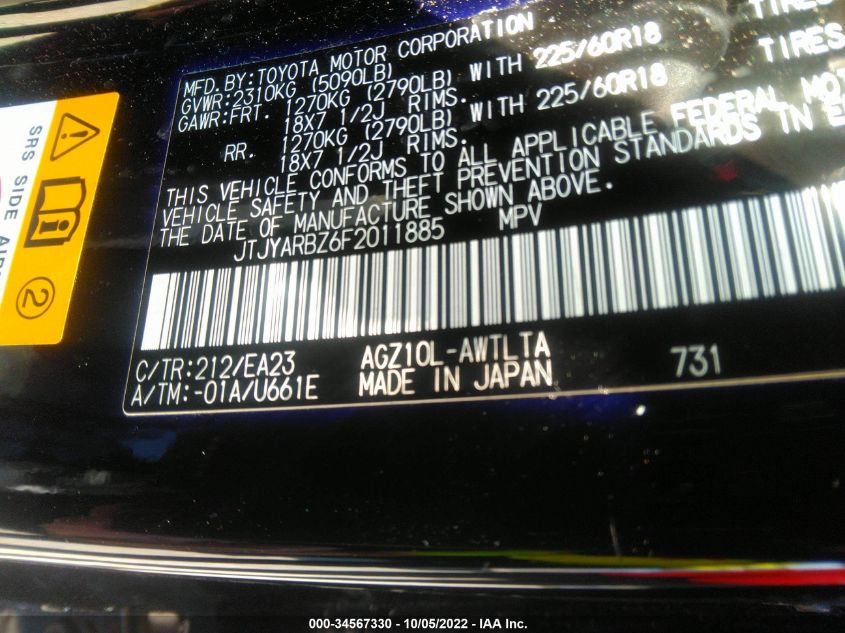 MFD.BY:TOYOTA MOTOR CORPORATION
GVWR:2310KG (5090LB)
GAWR:FRT. 1270KG (2790LB) WITH 225/60R18 TIRES
18X7 1/2J RIMS.
RR. 1270KG (2790LB) WITH 225/60R18 TIRES
18X7 1/2J RIMS.
THIS VEHICLE CONFORMS TO ALL APPLICABLE FEDERAL
VEHICLE SAFETY AND THEFT PREVENTION STANDARDS IN
THE DATE OF MANUFACTURE SHOWN ABOVE.
JTJYARBZ6F2011885 MPV
C/TR:212/EA23 AGZ10L-AWTLTA 731
A/TM:-01A/U661E MADE IN JAPAN
SRS SIDE
2
000-34567330 - 10/05/2022 - IAA Inc.